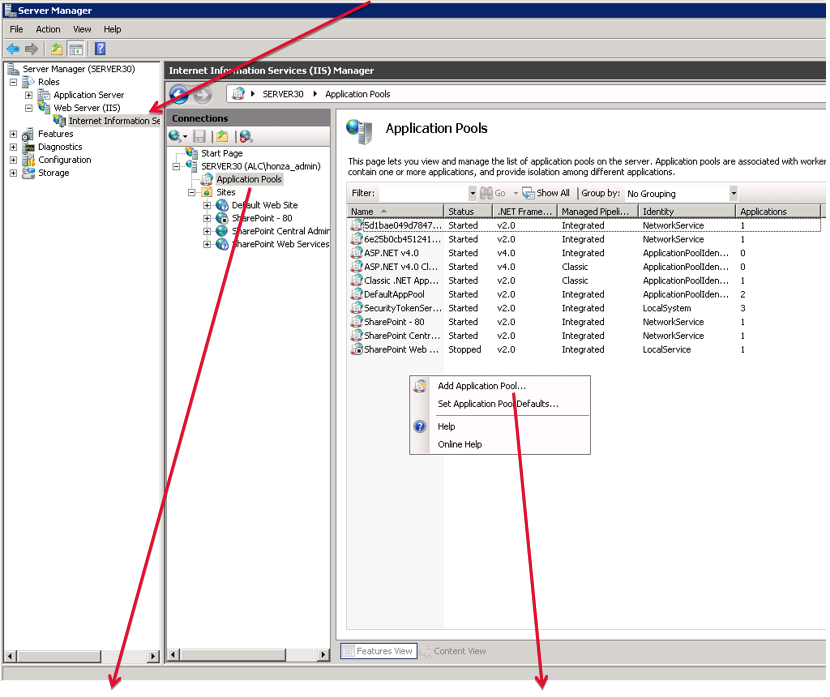 Server Manager
File Action View Help
Server Manager (SERVER30)
Roles
Application Server
Web Server (IIS)
Internet Information Se
Features
Diagnostics
Configuration
Storage
Internet Information Services (IIS) Manager
SERVER30 Application Pools
Connections
Start Page
SERVER30 (ALC\honza_admin)
Application Pools
Sites
Default Web Site
SharePoint - 80
SharePoint Central Admir
SharePoint Web Services
Application Pools
This page lets you view and manage the list of application pools on the server. Application pools are associated with worker
contain one or more applications, and provide isolation among different applications.
Filter: Go Show All Group by: No Grouping
Name Status .NET Frame... Managed Pipeli... Identity Applications
5d1bae049d7847... Started v2.0 Integrated NetworkService 1
6e25b0cb451241... Started v2.0 Integrated NetworkService 1
ASP.NET v4.0 Started v4.0 Integrated ApplicationPoolIden... 0
ASP.NET v4.0 Cl... Started v4.0 Classic ApplicationPoolIden... 0
Classic .NET App... Started v2.0 Classic ApplicationPoolIden... 1
DefaultAppPool Started v2.0 Integrated ApplicationPoolIden... 2
SecurityTokenSer... Started v2.0 Integrated LocalSystem 3
SharePoint - 80 Started v2.0 Integrated NetworkService 1
SharePoint Centr... Started v2.0 Integrated NetworkService 1
SharePoint Web ... Stopped v2.0 Integrated LocalService 1
Add Application Pool...
Set Application Pool Defaults...
Help
Online Help
Features View Content View